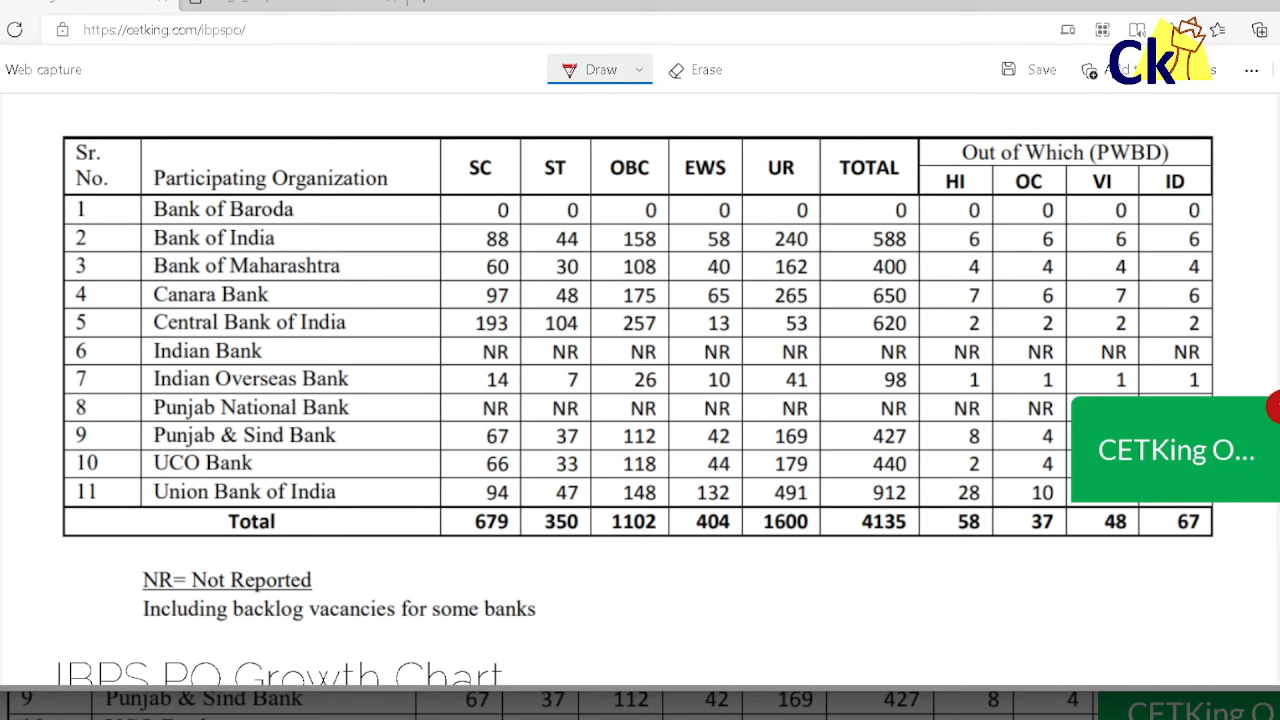 https://cetking.com/ibpspo/
Web capture
Draw
Erase
Save
Ck
Sr. No. Participating Organization SC ST OBC EWS UR TOTAL Out of Which (PWBD)
HI OC VI ID
1 Bank of Baroda 0 0 0 0 0 0 0 0 0 0
2 Bank of India 88 44 158 58 240 588 6 6 6 6
3 Bank of Maharashtra 60 30 108 40 162 400 4 4 4 4
4 Canara Bank 97 48 175 65 265 650 7 6 7 6
5 Central Bank of India 193 104 257 13 53 620 2 2 2 2
6 Indian Bank NR NR NR NR NR NR NR NR NR NR
7 Indian Overseas Bank 14 7 26 10 41 98 1 1 1 1
8 Punjab National Bank NR NR NR NR NR NR NR NR
9 Punjab & Sind Bank 67 37 112 42 169 427 8 4
CETKing O...
10 UCO Bank 66 33 118 44 179 440 2 4
11 Union Bank of India 94 47 148 132 491 912 28 10
Total 679 350 1102 404 1600 4135 58 37 48 67
NR= Not Reported
Including backlog vacancies for some banks
IBPS PO Growth Chart
9 Punjab & Sind Bank 67 37 112 42 169 427 8 4
CETKing O